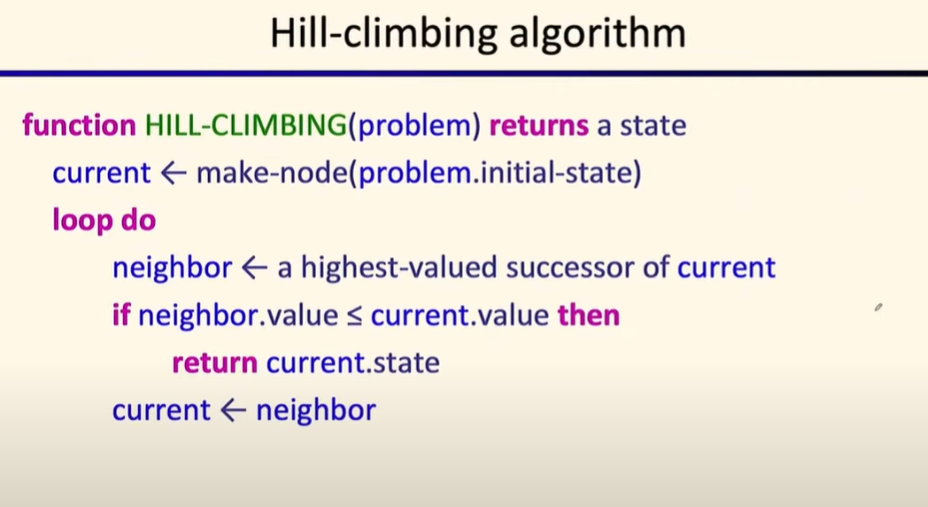 Hill-climbing algorithm
function HILL-CLIMBING(problem) returns a state
current ← make-node(problem.initial-state)
loop do
neighbor ← a highest-valued successor of current
if neighbor.value ≤ current.value then
return current.state
current ← neighbor